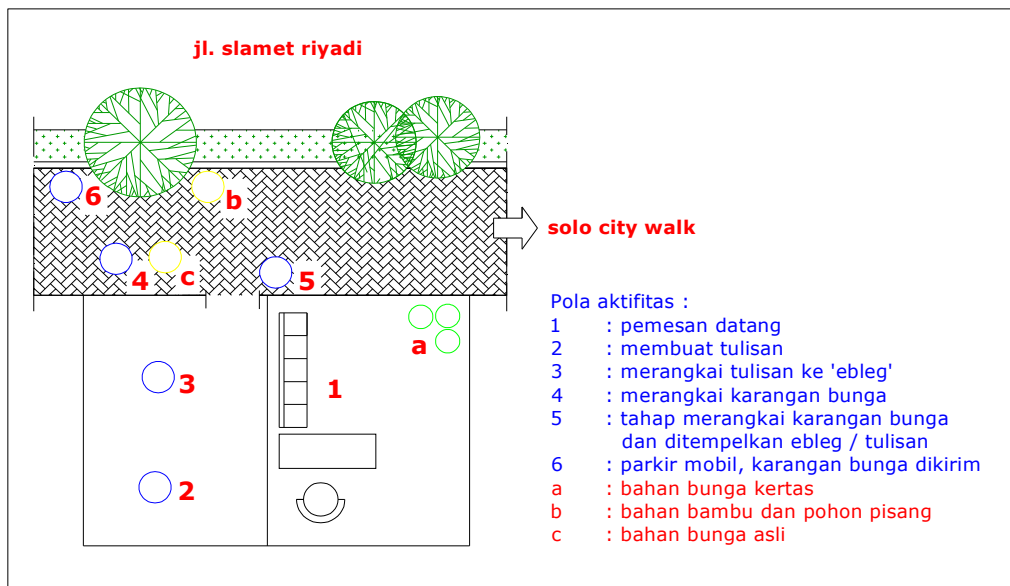 jl. slamet riyadi
6
b
solo city walk
4
c
5
a
1
3
2
Pola aktifitas :
1 : pemesan datang
2 : membuat tulisan
3 : merangkai tulisan ke 'ebleg'
4 : merangkai karangan bunga
5 : tahap merangkai karangan bunga
dan ditempelkan ebleg / tulisan
6 : parkir mobil, karangan bunga dikirim
a : bahan bunga kertas
b : bahan bambu dan pohon pisang
c : bahan bunga asli